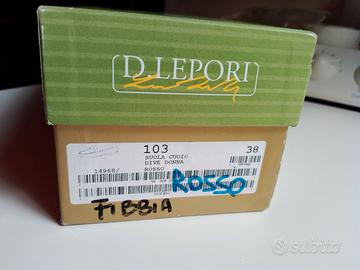 D.LEPORI
103 38
SUOLA CUOIO
DIVE DONNA
14968/ ROSSO
ROSSO
FIBBIA
subito